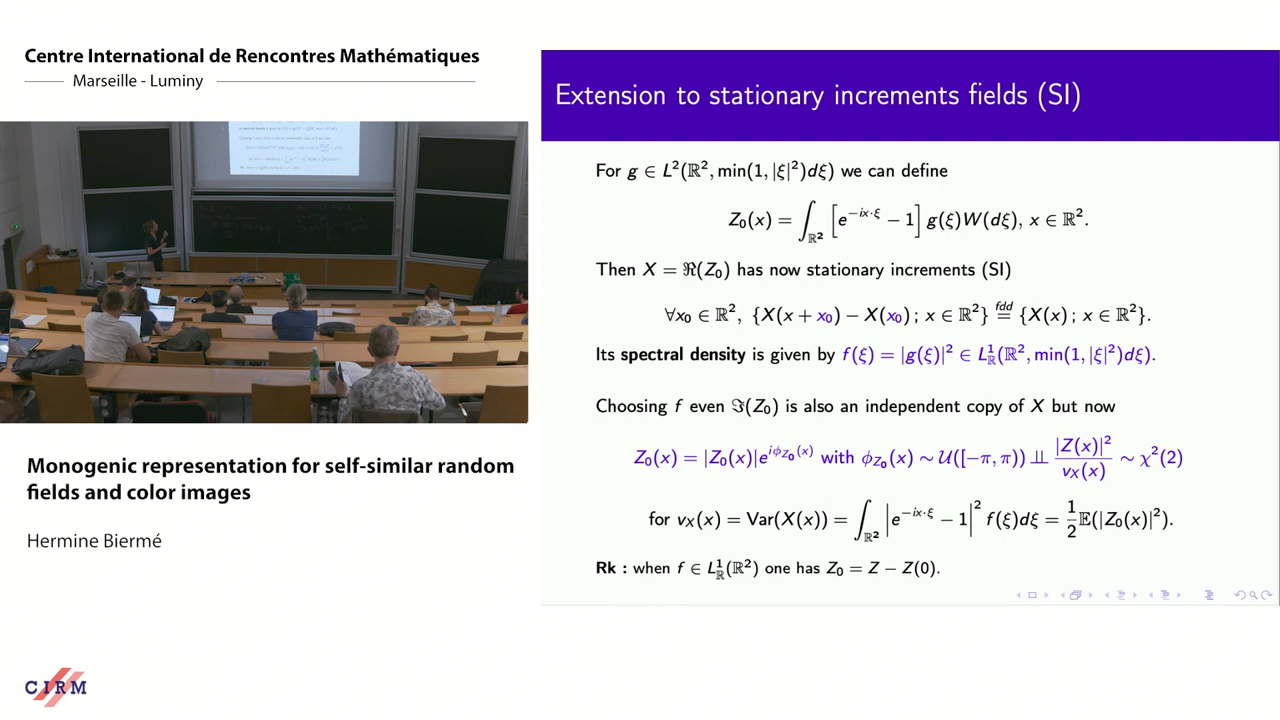 Centre International de Rencontres Mathématiques
Marseille - Luminy
Extension to stationary increments fields (SI)
For g ∈ L²(ℝ², min(1, |ξ|²)dξ) we can define
Z₀(x) = ∫_ℝ² [e^{−ix·ξ} − 1] g(ξ)W(dξ), x ∈ ℝ².
Then X = ℜ(Z₀) has now stationary increments (SI)
∀x₀ ∈ ℝ², {X(x + x₀) − X(x₀) ; x ∈ ℝ²} =^{fdd} {X(x) ; x ∈ ℝ²}.
Its spectral density is given by f(ξ) = |g(ξ)|² ∈ L¹_ℝ(ℝ², min(1, |ξ|²)dξ).
Choosing f even ℑ(Z₀) is also an independent copy of X but now
Z₀(x) = |Z₀(x)|e^{iϕ_{Z₀}(x)} with ϕ_{Z₀}(x) ∼ 𝒰([−π, π)) ⫫ |Z(x)|²/v_X(x) ∼ χ²(2)
for v_X(x) = Var(X(x)) = ∫_ℝ² |e^{−ix·ξ} − 1|² f(ξ)dξ = 1/2 𝔼(|Z₀(x)|²).
Rk : when f ∈ L¹_ℝ(ℝ²) one has Z₀ = Z − Z(0).
Monogenic representation for self-similar random
fields and color images
Hermine Biermé
CIRM